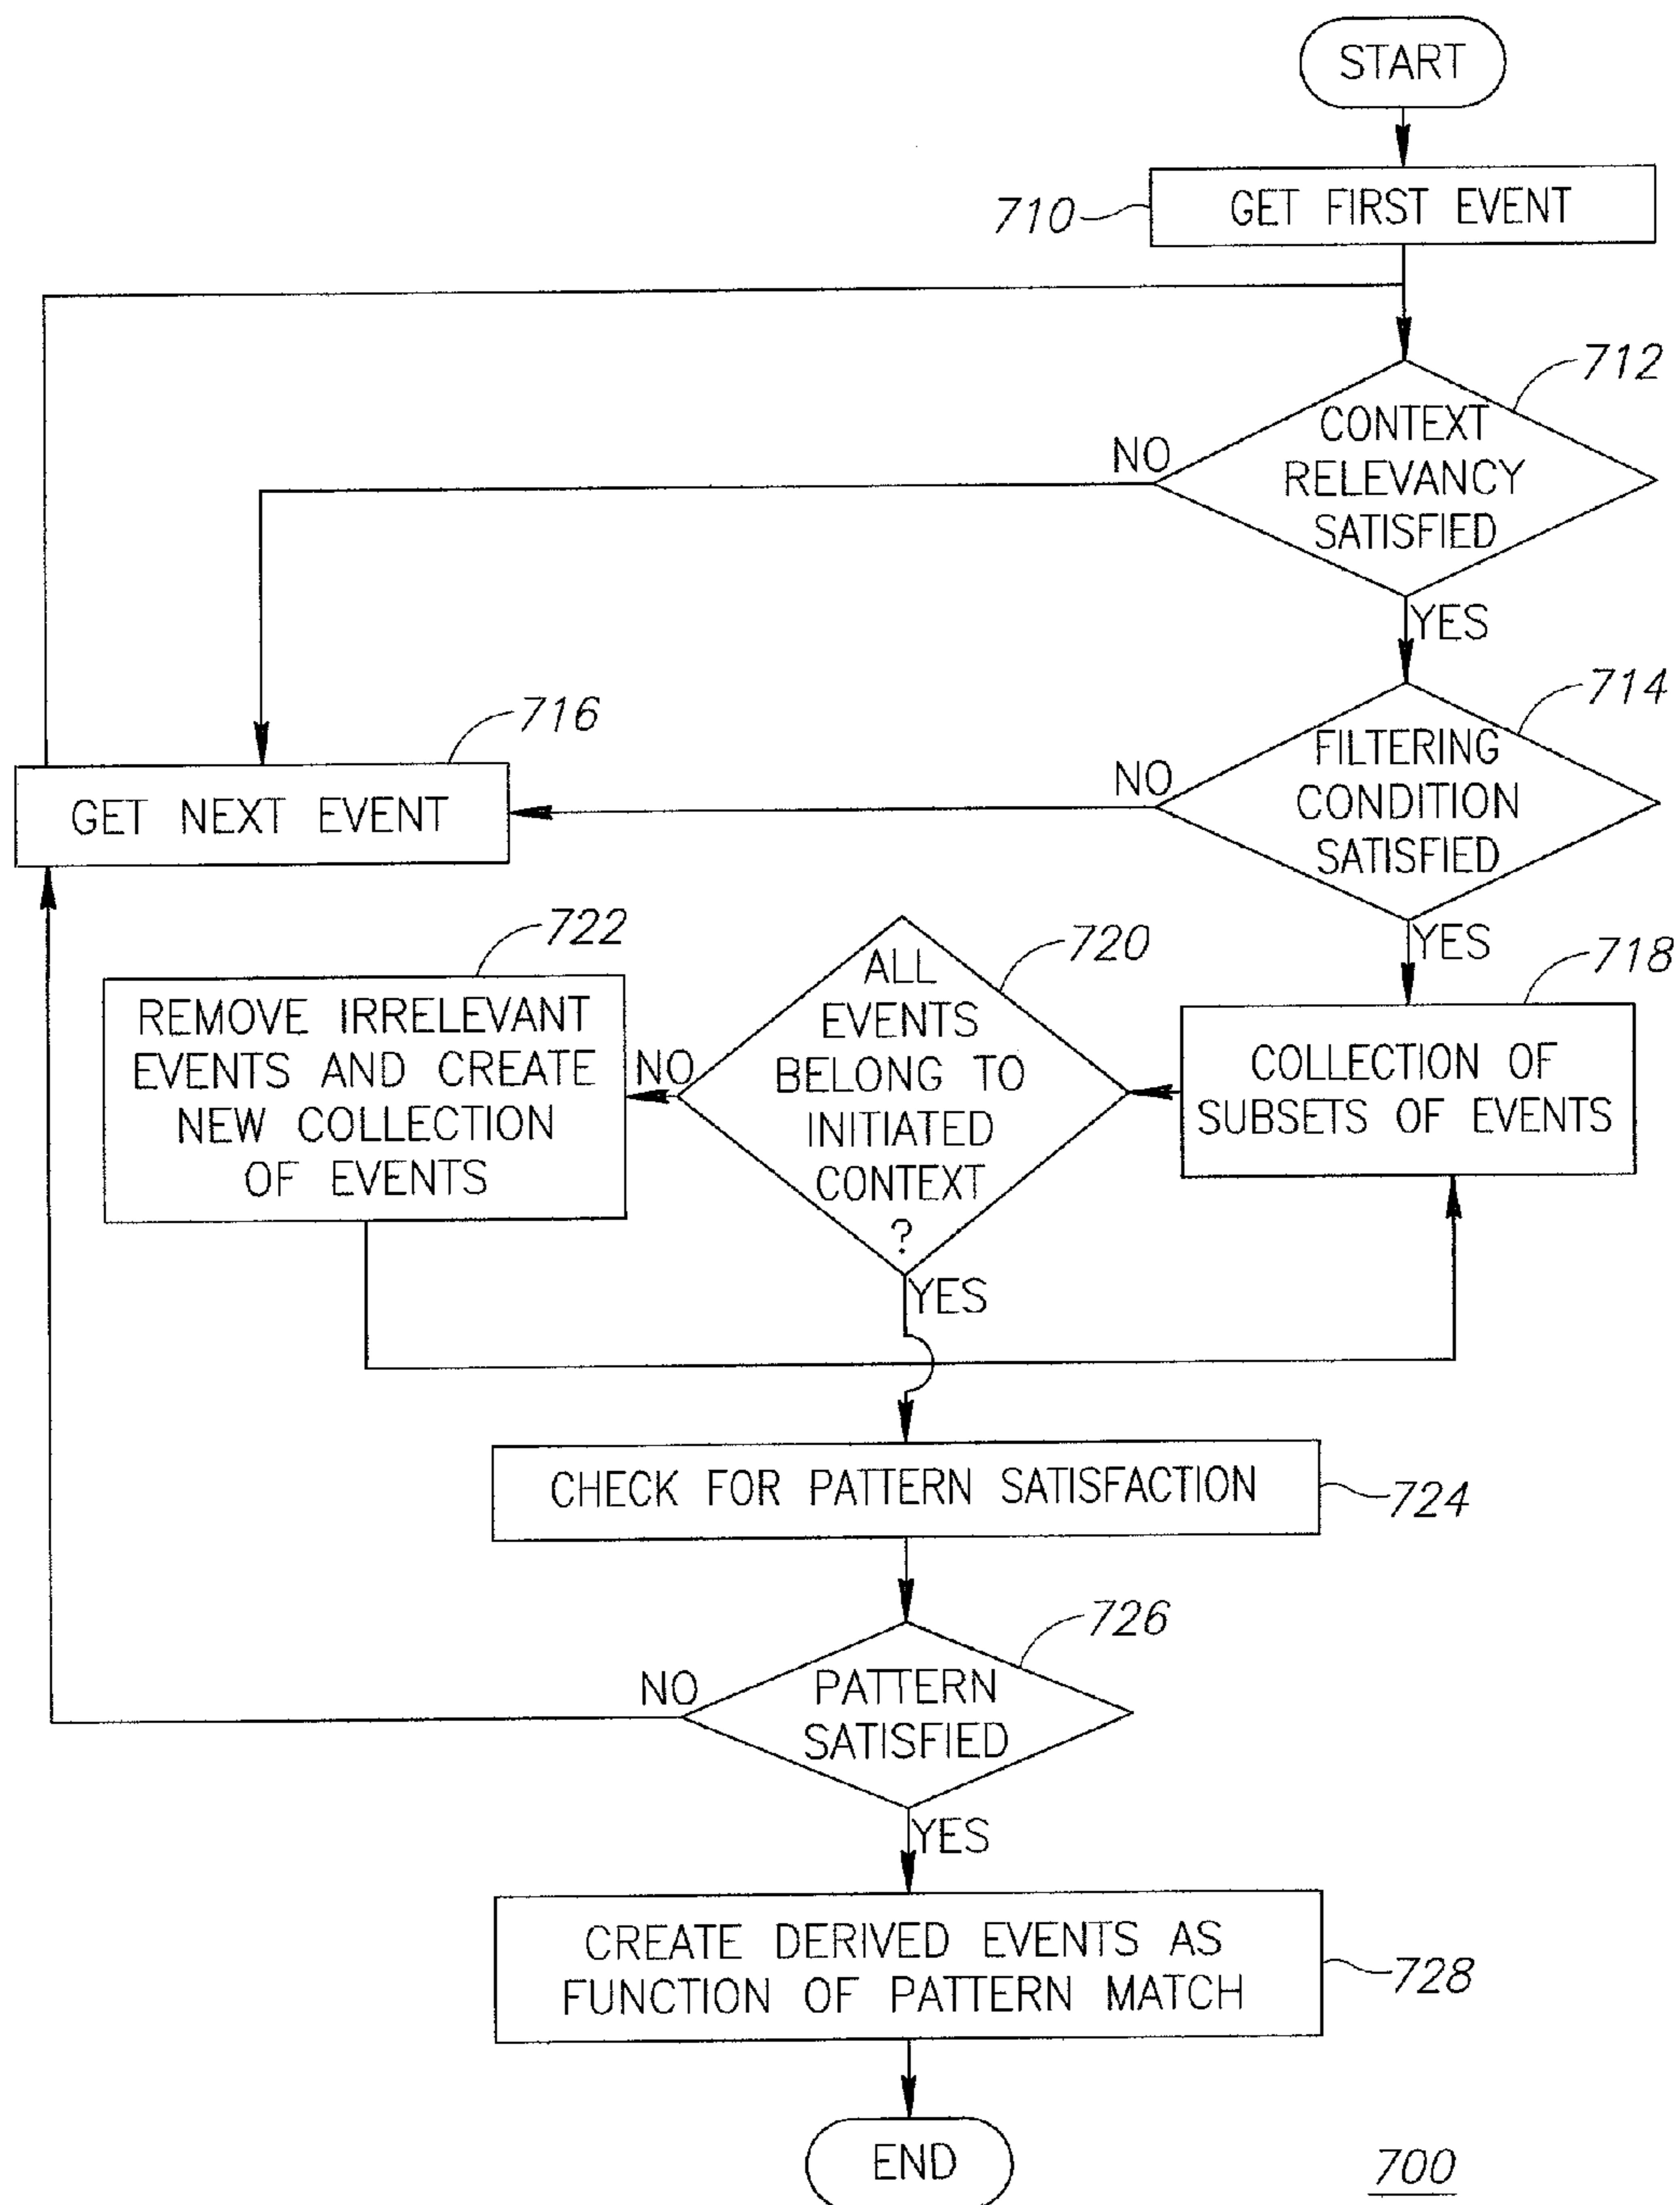 START
710
GET FIRST EVENT
712
CONTEXT
RELEVANCY
SATISFIED
NO
YES
714
FILTERING
CONDITION
SATISFIED
NO
YES
716
GET NEXT EVENT
718
COLLECTION OF
SUBSETS OF EVENTS
720
ALL
EVENTS
BELONG TO
INITIATED
CONTEXT
?
NO
YES
722
REMOVE IRRELEVANT
EVENTS AND CREATE
NEW COLLECTION
OF EVENTS
CHECK FOR PATTERN SATISFACTION
724
726
PATTERN
SATISFIED
NO
YES
CREATE DERIVED EVENTS AS
FUNCTION OF PATTERN MATCH
728
END
700